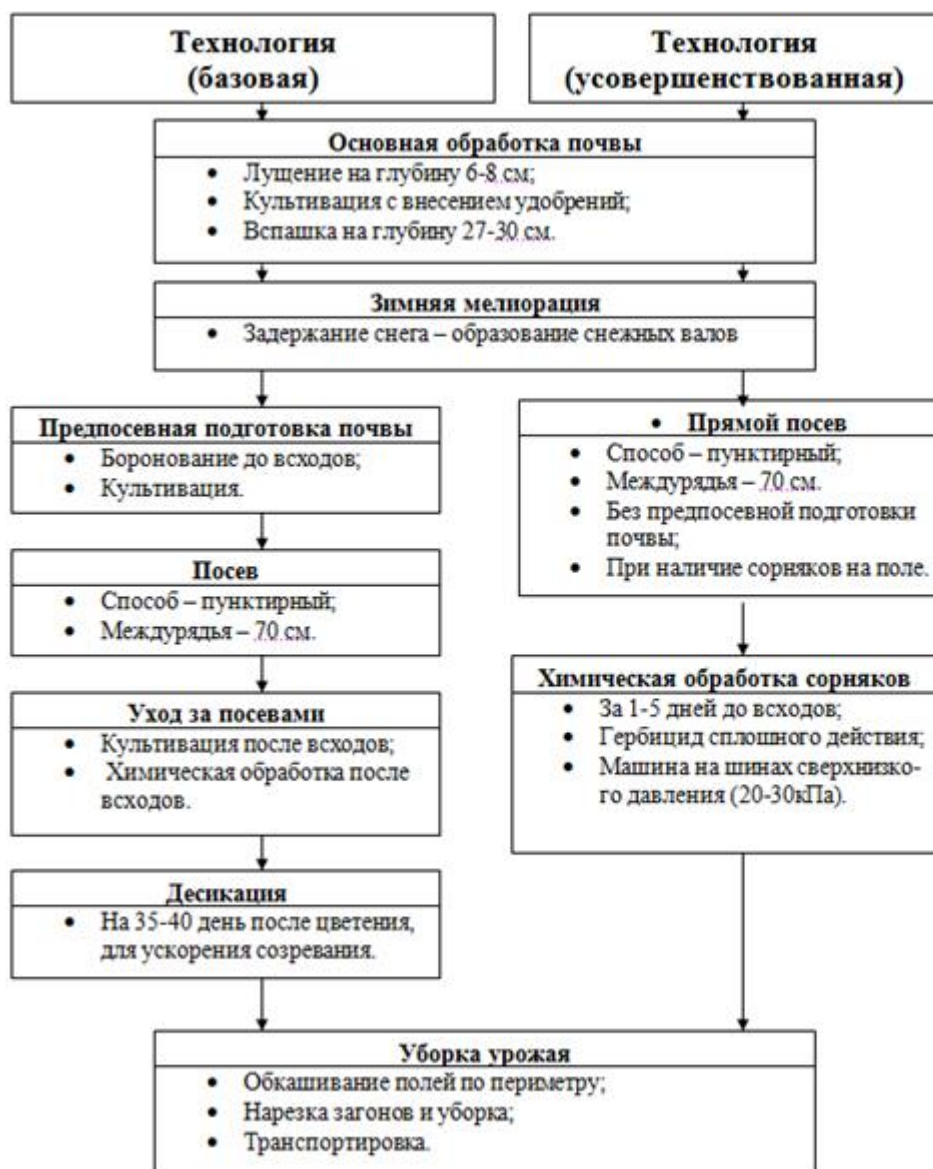 Технология
(базовая)
Технология
(усовершенствованная)
Основная обработка почвы
• Лущение на глубину 6-8 см;
• Культивация с внесением удобрений;
• Вспашка на глубину 27-30 см.
Зимняя мелиорация
• Задержание снега – образование снежных валов
Предпосевная подготовка почвы
• Боронование до всходов;
• Культивация.
Посев
• Способ – пунктирный;
• Междурядья – 70 см.
Уход за посевами
• Культивация после всходов;
• Химическая обработка после
всходов.
Десикация
• На 35-40 день после цветения,
для ускорения созревания.
• Прямой посев
• Способ – пунктирный;
• Междурядья – 70 см.
• Без предпосевной подготовки
почвы;
• При наличие сорняков на поле.
Химическая обработка сорняков
• За 1-5 дней до всходов;
• Гербицид сплошного действия;
• Машина на шинах сверхнизко-
го давления (20-30кПа).
Уборка урожая
• Обкашивание полей по периметру;
• Нарезка загонов и уборка;
• Транспортировка.